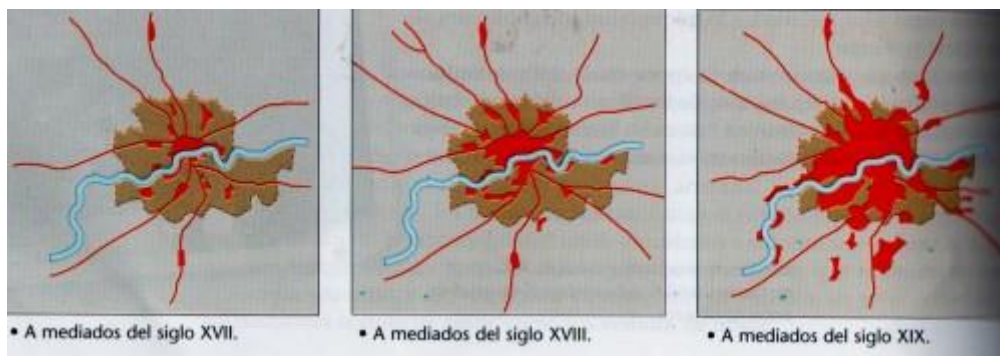 • A mediados del siglo XVII.
• A mediados del siglo XVIII.
• A mediados del siglo XIX.